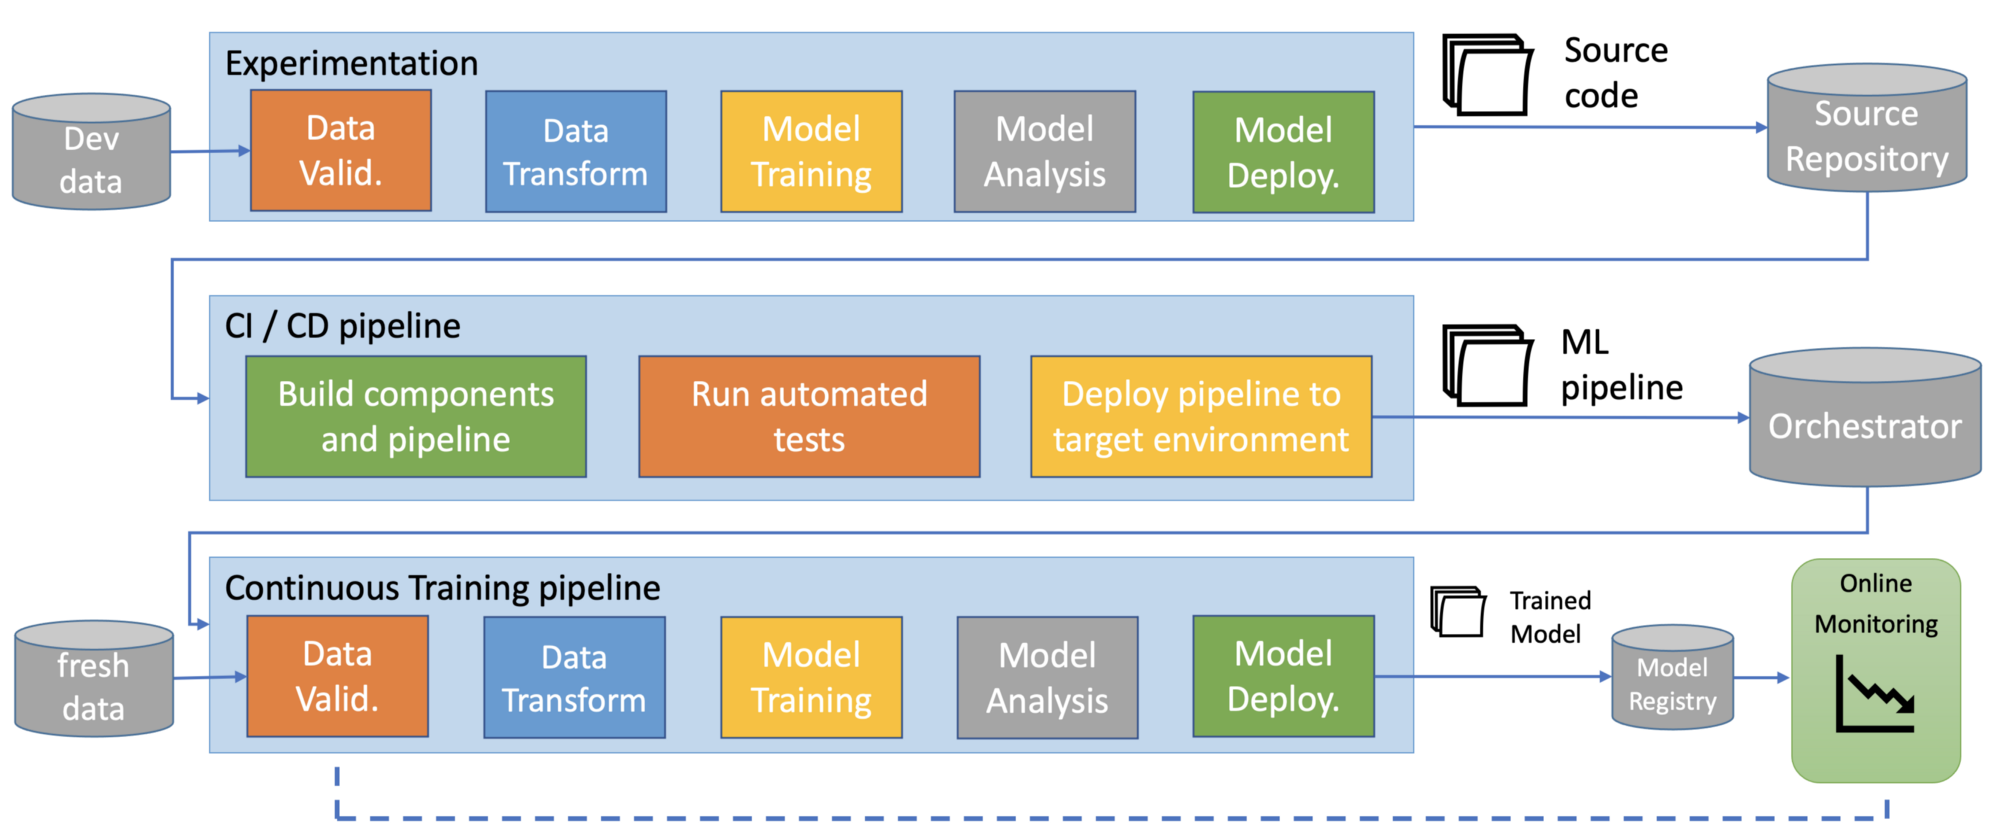 Experimentation
Dev
data
Data
Valid.
Data
Transform
Model
Training
Model
Analysis
Model
Deploy.
Source
code
Source
Repository
CI / CD pipeline
Build components
and pipeline
Run automated
tests
Deploy pipeline to
target environment
ML
pipeline
Orchestrator
Continuous Training pipeline
fresh
data
Data
Valid.
Data
Transform
Model
Training
Model
Analysis
Model
Deploy.
Trained
Model
Model
Registry
Online
Monitoring